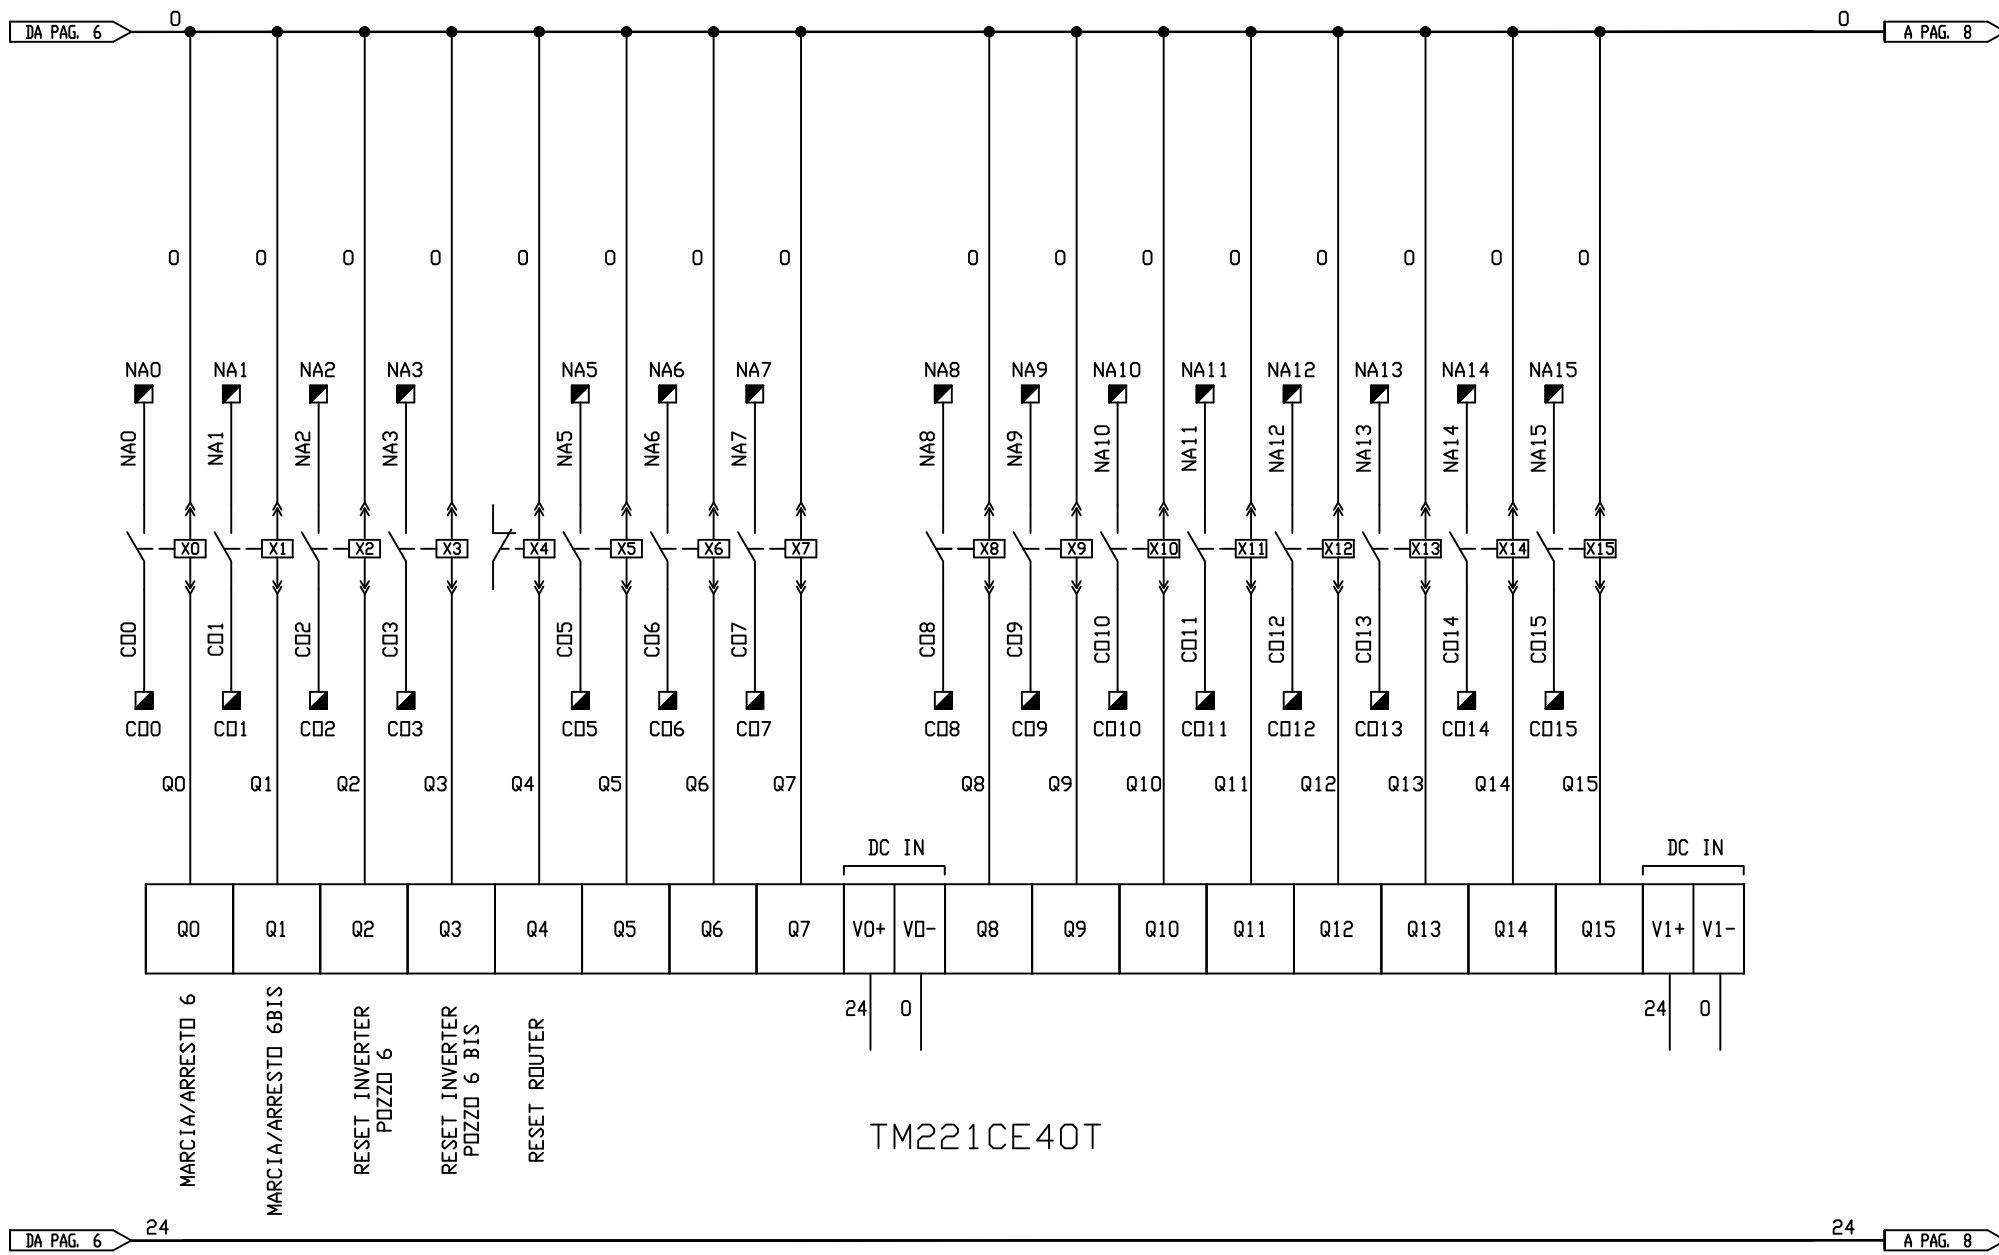 0 0
DA PAG. 6 A PAG. 8
0 0 0 0 0 0 0 0 0 0 0 0 0 0 0 0
NA0 NA1 NA2 NA3 NA5 NA6 NA7 NA8 NA9 NA10 NA11 NA12 NA13 NA14 NA15
NA0 NA1 NA2 NA3 NA5 NA6 NA7 NA8 NA9 NA10 NA11 NA12 NA13 NA14 NA15
X0 X1 X2 X3 X4 X5 X6 X7 X8 X9 X10 X11 X12 X13 X14 X15
CO0 CO1 CO2 CO3 CO5 CO6 CO7 CO8 CO9 CO10 CO11 CO12 CO13 CO14 CO15
CO0 CO1 CO2 CO3 CO5 CO6 CO7 CO8 CO9 CO10 CO11 CO12 CO13 CO14 CO15
Q0 Q1 Q2 Q3 Q4 Q5 Q6 Q7 Q8 Q9 Q10 Q11 Q12 Q13 Q14 Q15
DC IN DC IN
Q0 Q1 Q2 Q3 Q4 Q5 Q6 Q7 V0+ VO- Q8 Q9 Q10 Q11 Q12 Q13 Q14 Q15 V1+ V1-
24 0 24 0
MARCIA/ARRESTO 6
MARCIA/ARRESTO 6BIS
RESET INVERTER
POZZO 6
RESET INVERTER
POZZO 6 BIS
RESET ROUTER
TM221CE40T
24 24
DA PAG. 6 A PAG. 8